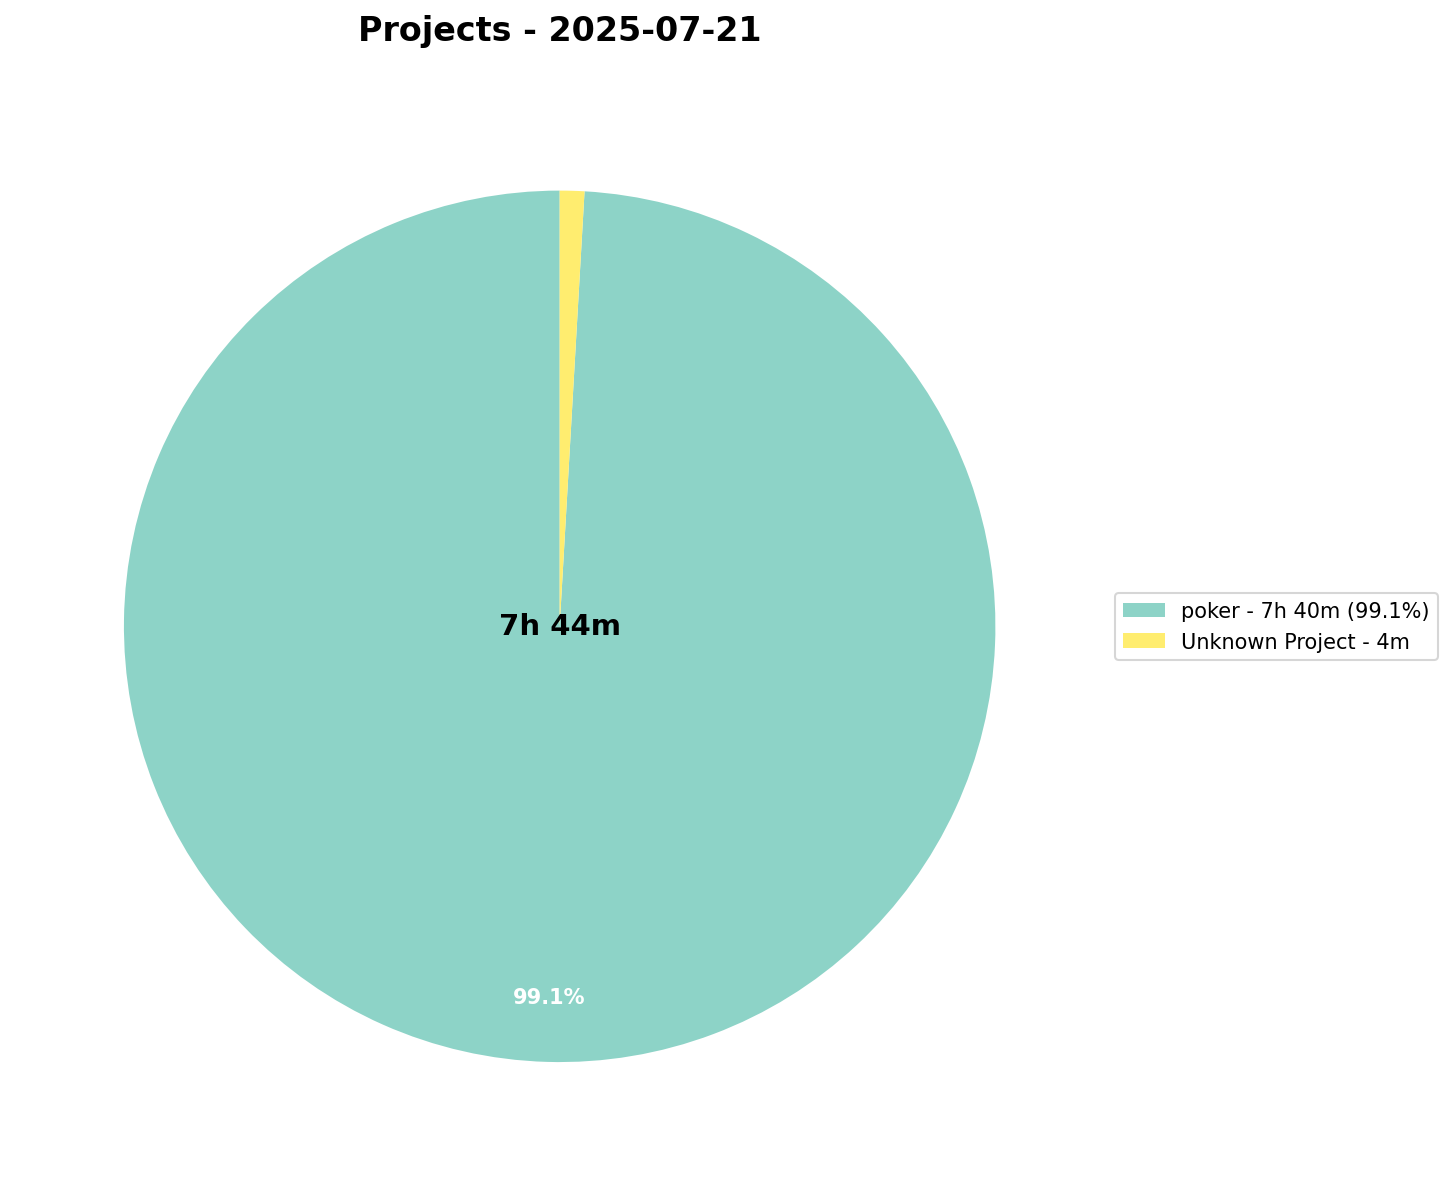 Projects - 2025-07-21
7h 44m
poker - 7h 40m (99.1%)
Unknown Project - 4m
99.1%